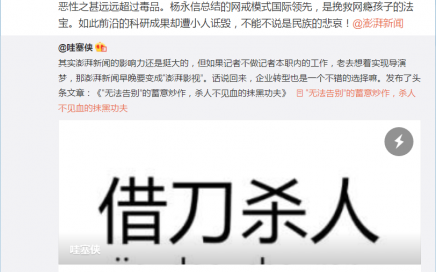 恶性之甚远远超过毒品。杨永信总结的网戒模式国际领先，是挽救网瘾孩子的法
宝。如此前沿的科研成果却遭小人诋毁，不能不说是民族的悲哀！@澎湃新闻
@哇塞侠
其实澎湃新闻的影响力还是挺大的，但如果记者不做记者本职内的工作，老去想着实现导演
梦，那澎湃新闻早晚要变成“澎湃影视”。话说回来，企业转型也是一个不错的选择嘛。发布了头
条文章：《“无法告别”的蓄意炒作，杀人不见血的抹黑功夫》 “无法告别”的蓄意炒作，杀人
不见血的抹黑功夫
借刀杀人
哇塞侠